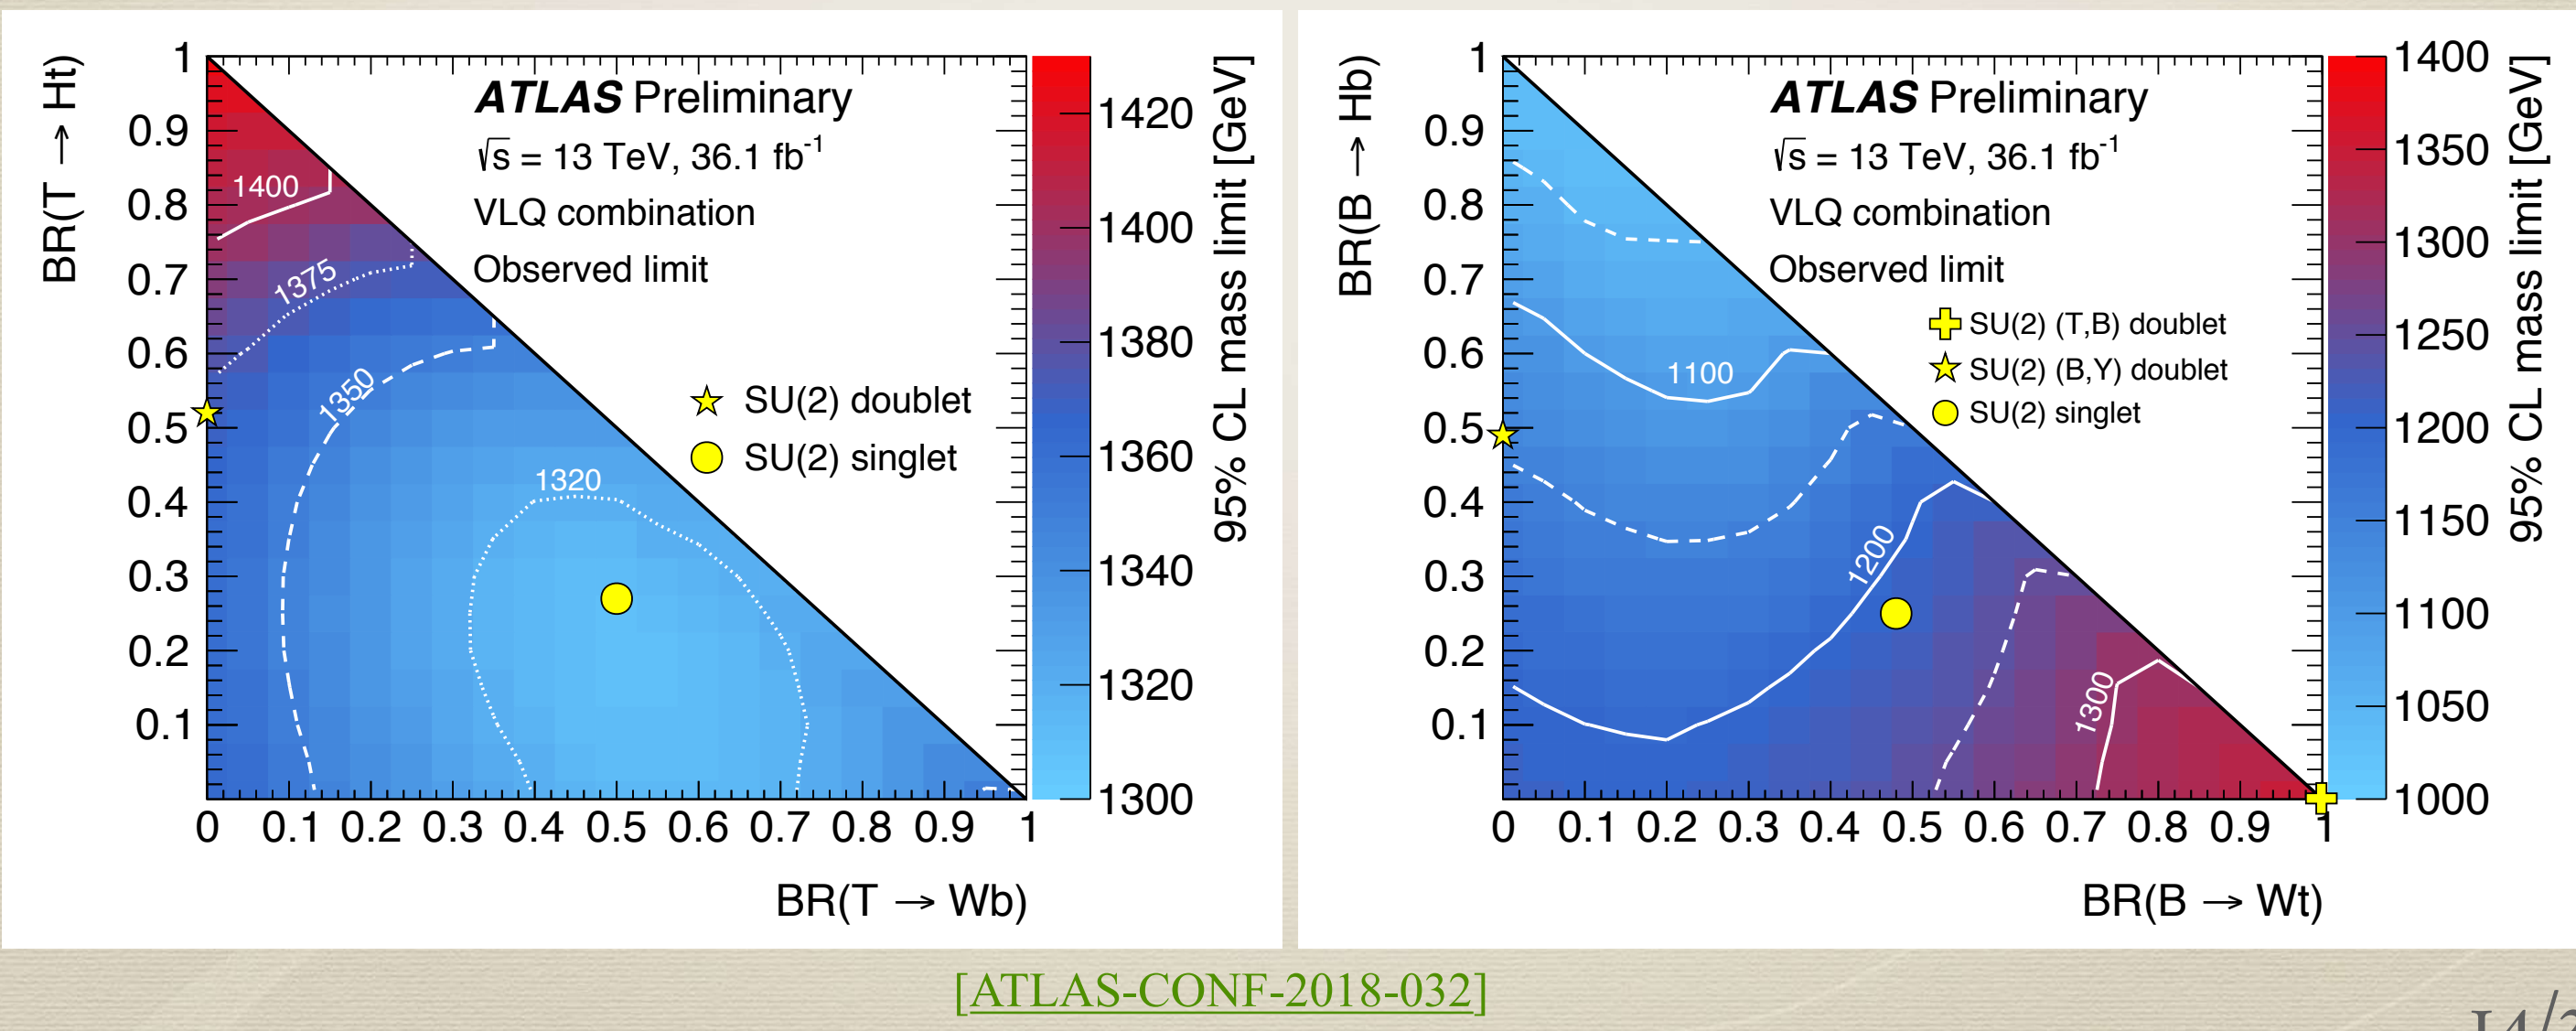 BR(T → Ht)
1
0.9
0.8
0.7
0.6
0.5
0.4
0.3
0.2
0.1
0 0.1 0.2 0.3 0.4 0.5 0.6 0.7 0.8 0.9 1
BR(T → Wb)
ATLAS Preliminary
√s = 13 TeV, 36.1 fb-1
VLQ combination
Observed limit
SU(2) doublet
SU(2) singlet
1400
1375
1350
1320
1420
1400
1380
1360
1340
1320
1300
95% CL mass limit [GeV]
BR(B → Hb)
1
0.9
0.8
0.7
0.6
0.5
0.4
0.3
0.2
0.1
0 0.1 0.2 0.3 0.4 0.5 0.6 0.7 0.8 0.9 1
BR(B → Wt)
ATLAS Preliminary
√s = 13 TeV, 36.1 fb-1
VLQ combination
Observed limit
SU(2) (T,B) doublet
SU(2) (B,Y) doublet
SU(2) singlet
1100
1200
1300
1400
1350
1300
1250
1200
1150
1100
1050
1000
95% CL mass limit [GeV]
[ATLAS-CONF-2018-032]